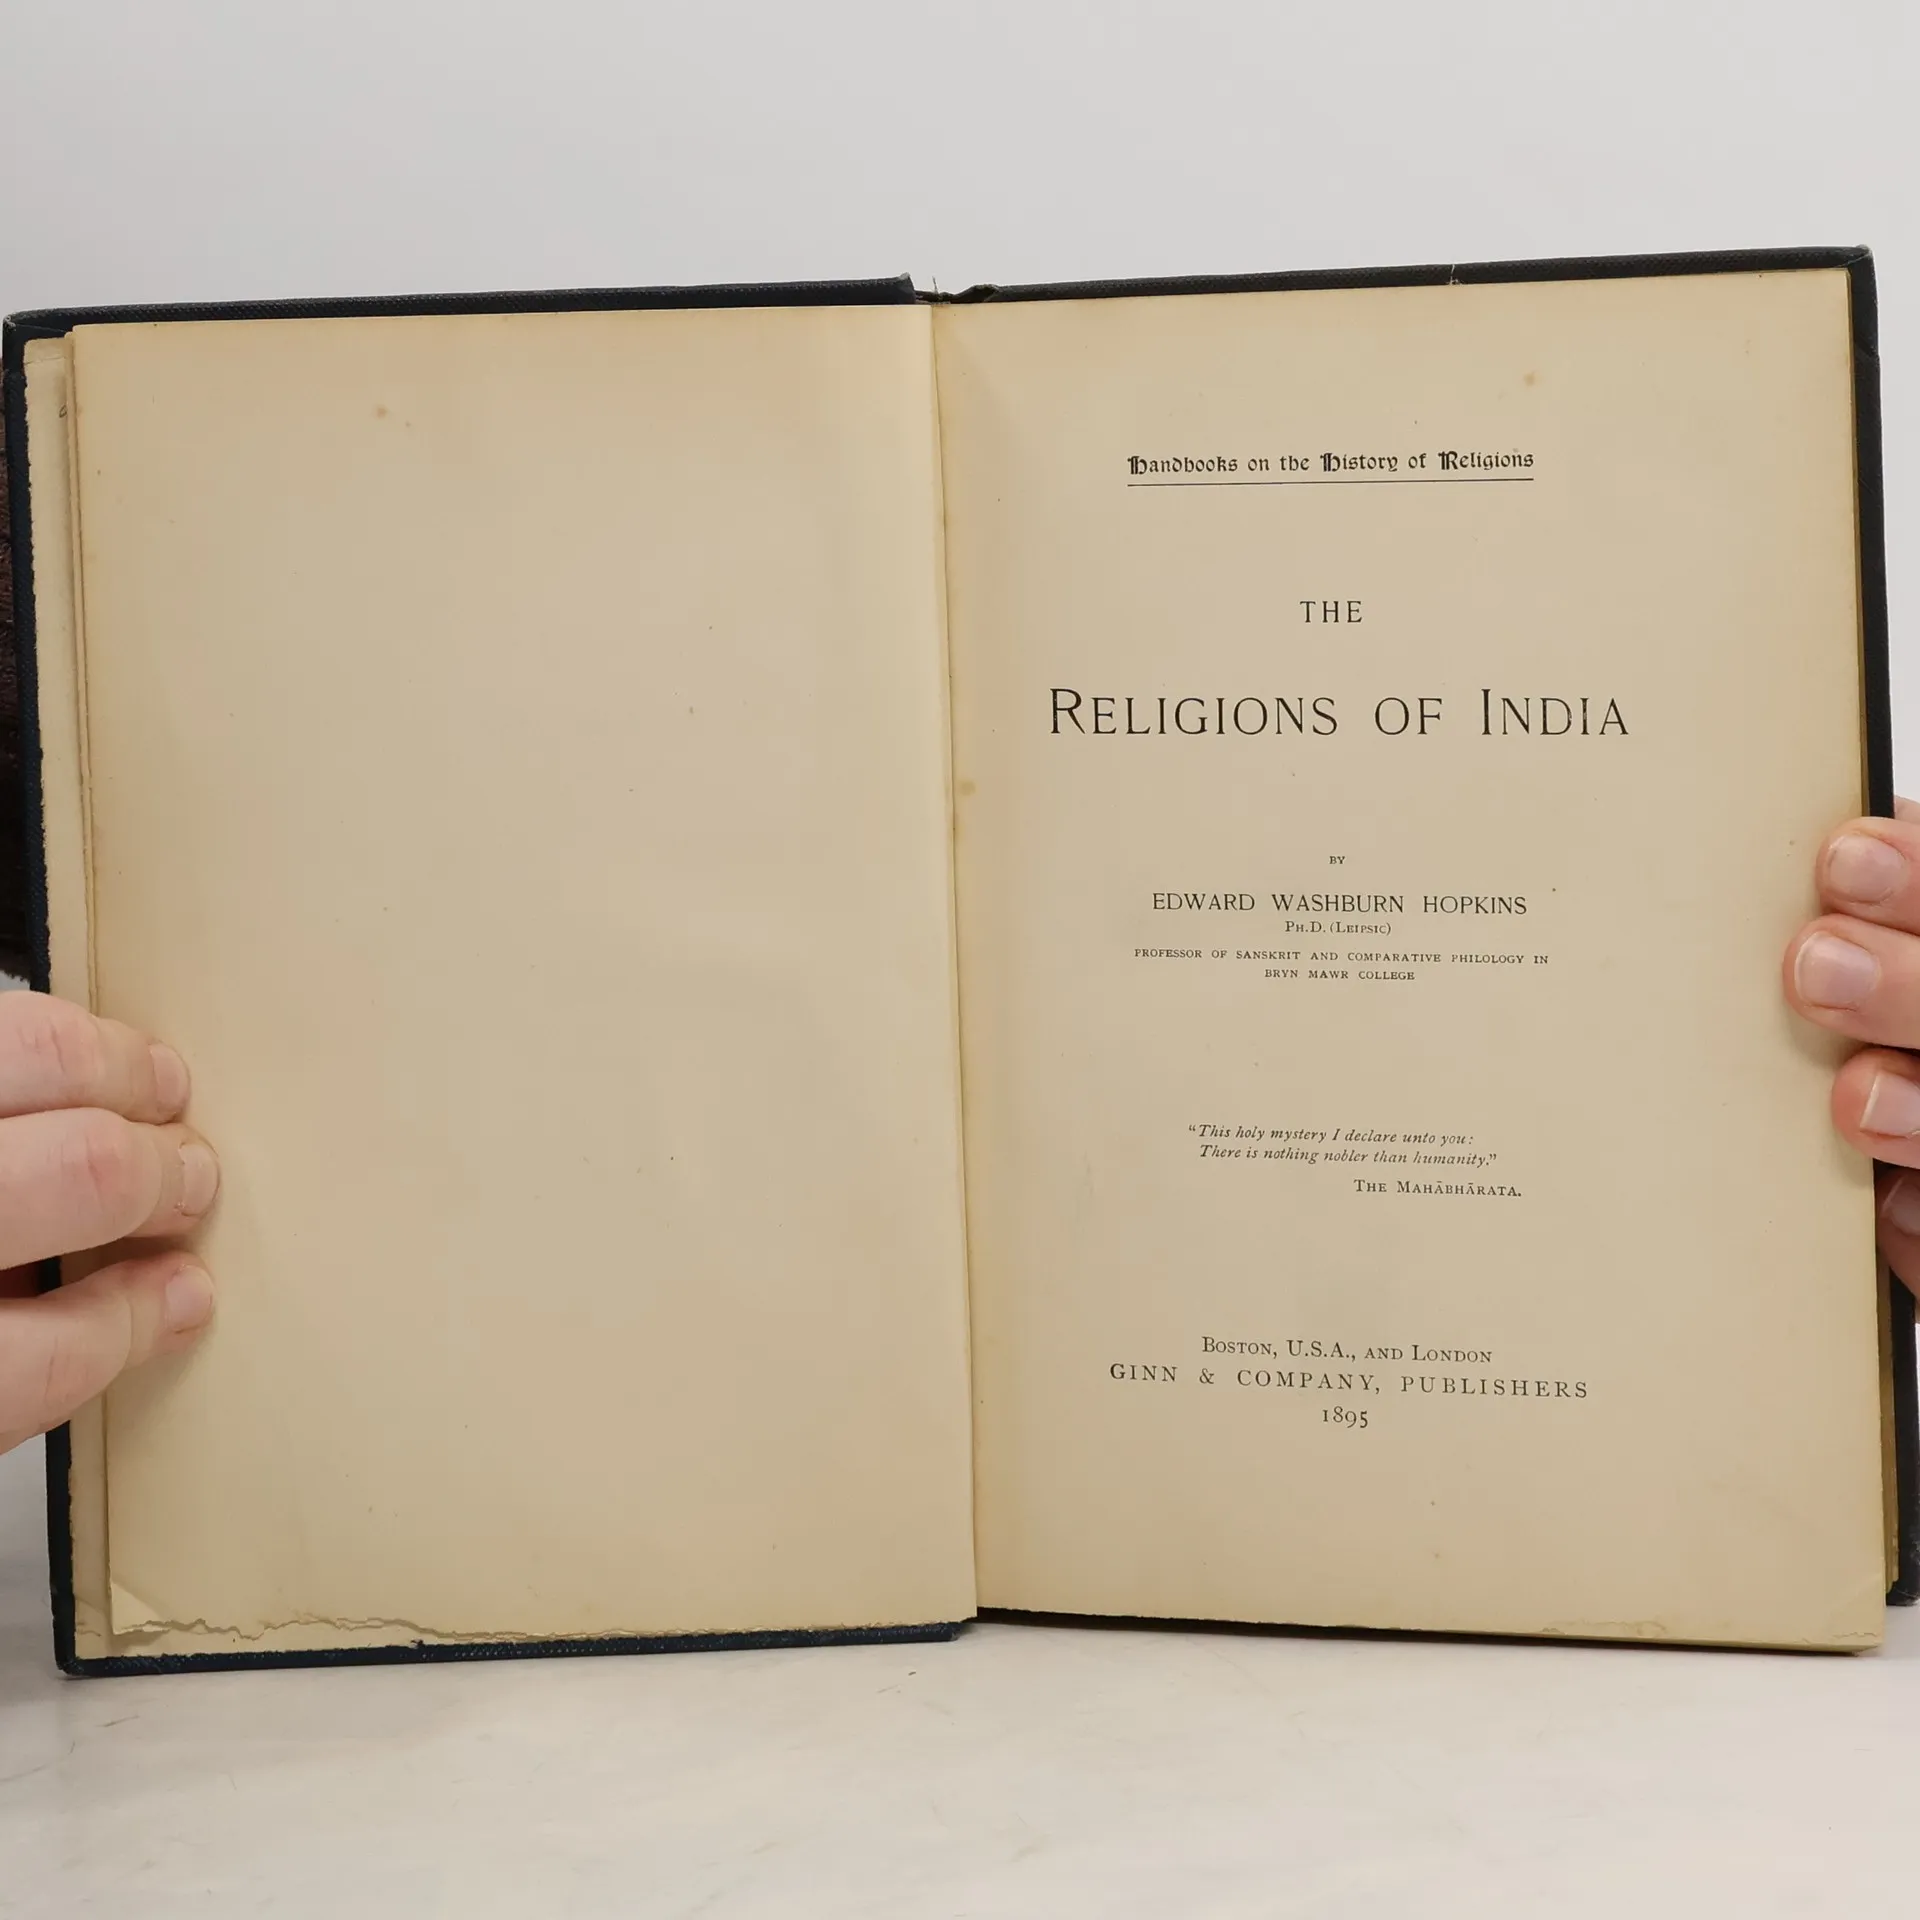 Handbooks on the History of Religions
THE
RELIGIONS OF INDIA
BY
EDWARD WASHBURN HOPKINS
PH.D. (LEIPSIC)
PROFESSOR OF SANSKRIT AND COMPARATIVE PHILOLOGY IN
BRYN MAWR COLLEGE
"This holy mystery I declare unto you:
There is nothing nobler than humanity."
THE MAHĀBHĀRATA.
BOSTON, U.S.A., AND LONDON
GINN & COMPANY, PUBLISHERS
1895